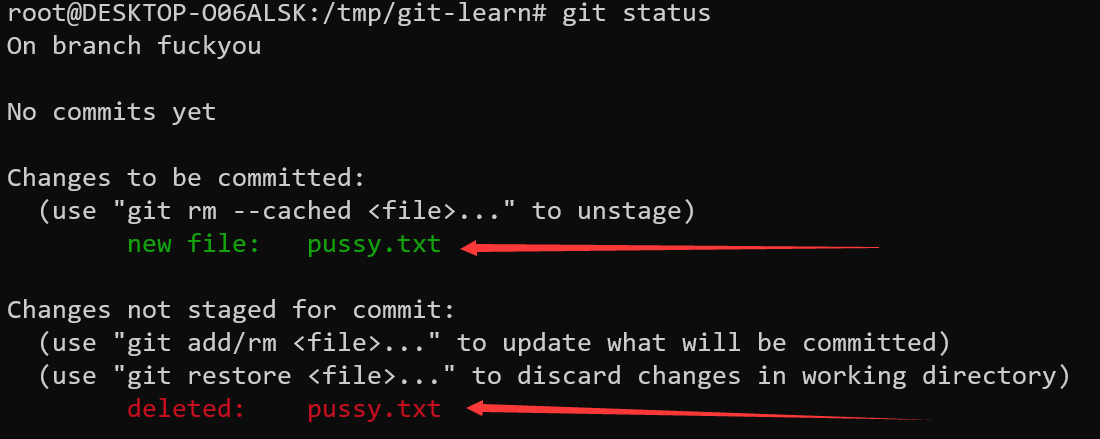 root@DESKTOP-O06ALSK:/tmp/git-learn# git status
On branch fuckyou
No commits yet
Changes to be committed:
  (use "git rm --cached <file>..." to unstage)
        new file:   pussy.txt
Changes not staged for commit:
  (use "git add/rm <file>..." to update what will be committed)
  (use "git restore <file>..." to discard changes in working directory)
        deleted:    pussy.txt